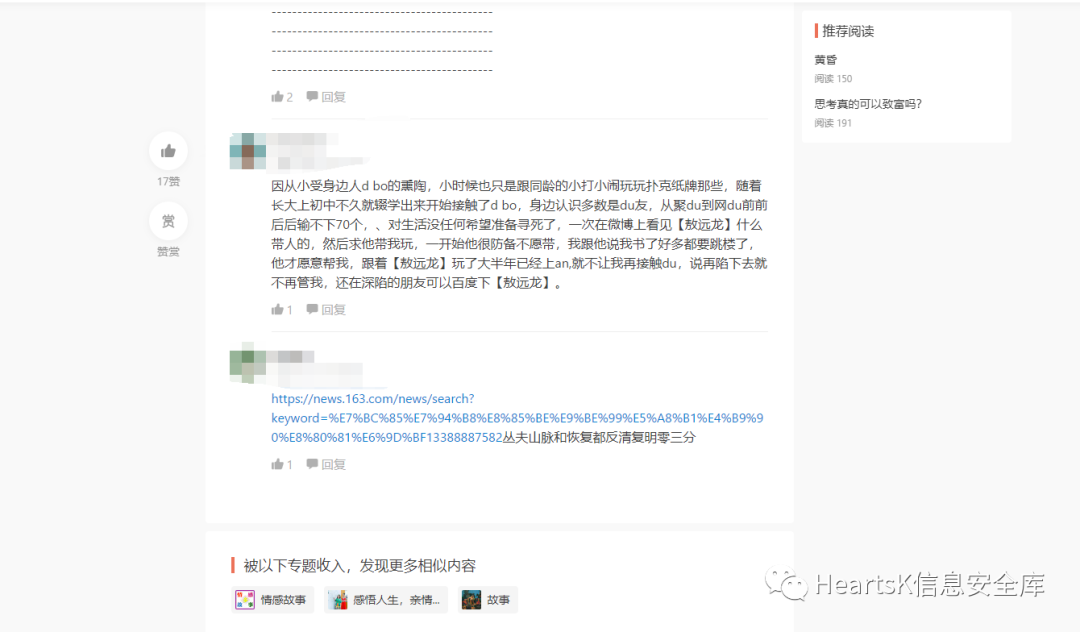 ------------------------------------------
------------------------------------------
------------------------------------------
------------------------------------------
2 回复
推荐阅读
黄昏
阅读 150
思考真的可以致富吗?
阅读 191
17赞
赏
赞赏
因从小受身边人d bo的熏陶，小时候也只是跟同龄的小打小闹玩玩扑克纸牌那些，随着
长大上初中不久就辍学出来开始接触了d bo，身边认识多数是du友，从聚du到网du前前
后后输不下70个，、对生活没任何希望准备寻死了，一次在微博上看见【敖远龙】什么
带人的，然后求他带我玩，一开始他很防备不愿带，我跟他说我书了好多都要跳楼了，
他才愿意帮我，跟着【敖远龙】玩了大半年已经上an,就不让我再接触du，说再陷下去就
不再管我，还在深陷的朋友可以百度下【敖远龙】。
1 回复
https://news.163.com/news/search?
keyword=%E7%BC%85%E7%94%B8%E8%85%BE%E9%BE%99%E5%A8%B1%E4%B9%9
0%E8%80%81%E6%9D%BF13388887582丛夫山脉和恢复都反清复明零三分
1 回复
被以下专题收入，发现更多相似内容
情感故事
感悟人生，亲情...
故事
HeartsK信息安全库